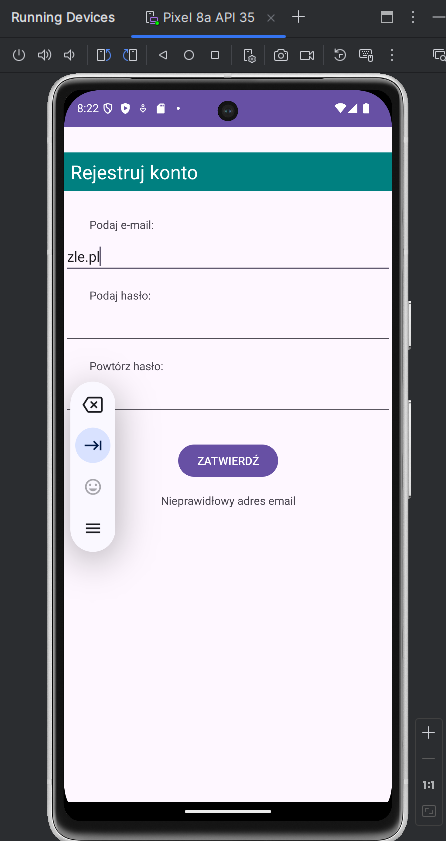 Running Devices
Pixel 8a API 35
8:22
Rejestruj konto
Podaj e-mail:
zle.pl
Podaj hasło:
Powtórz hasło:
ZATWIERDŹ
Nieprawidłowy adres email
1:1